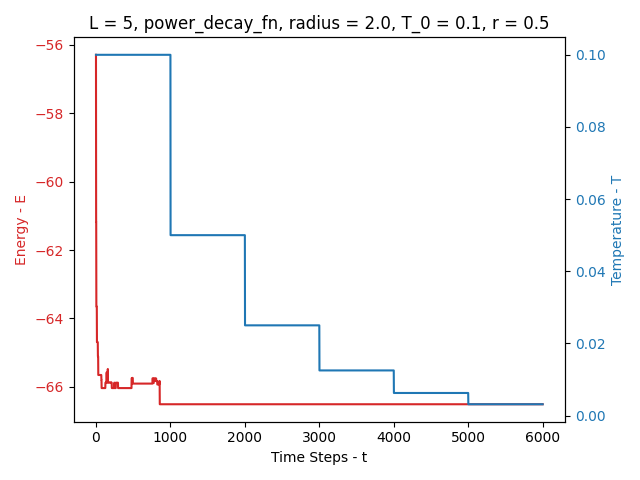 L = 5, power_decay_fn, radius = 2.0, T_0 = 0.1, r = 0.5
−56
−58
−60
−62
−64
−66
Energy - E
0.10
0.08
0.06
0.04
0.02
0.00
Temperature - T
0 1000 2000 3000 4000 5000 6000
Time Steps - t